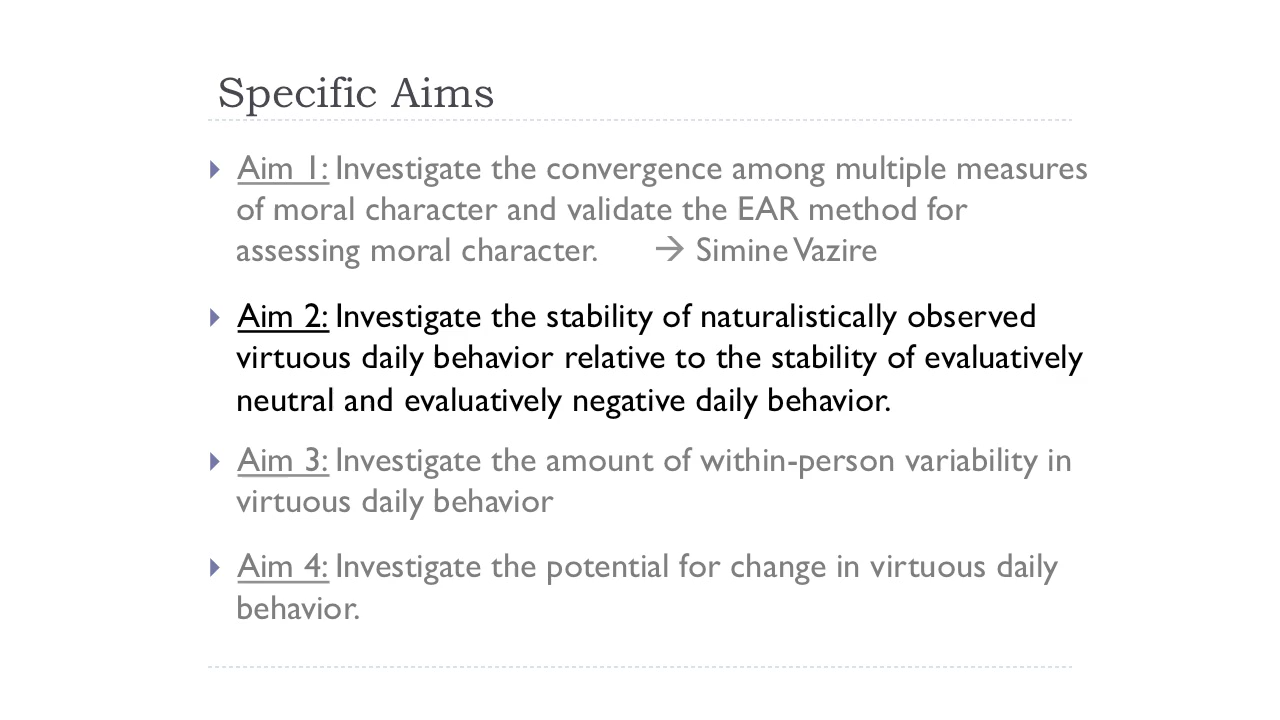 Specific Aims
Aim 1: Investigate the convergence among multiple measures
of moral character and validate the EAR method for
assessing moral character. → Simine Vazire
Aim 2: Investigate the stability of naturalistically observed
virtuous daily behavior relative to the stability of evaluatively
neutral and evaluatively negative daily behavior.
Aim 3: Investigate the amount of within-person variability in
virtuous daily behavior
Aim 4: Investigate the potential for change in virtuous daily
behavior.